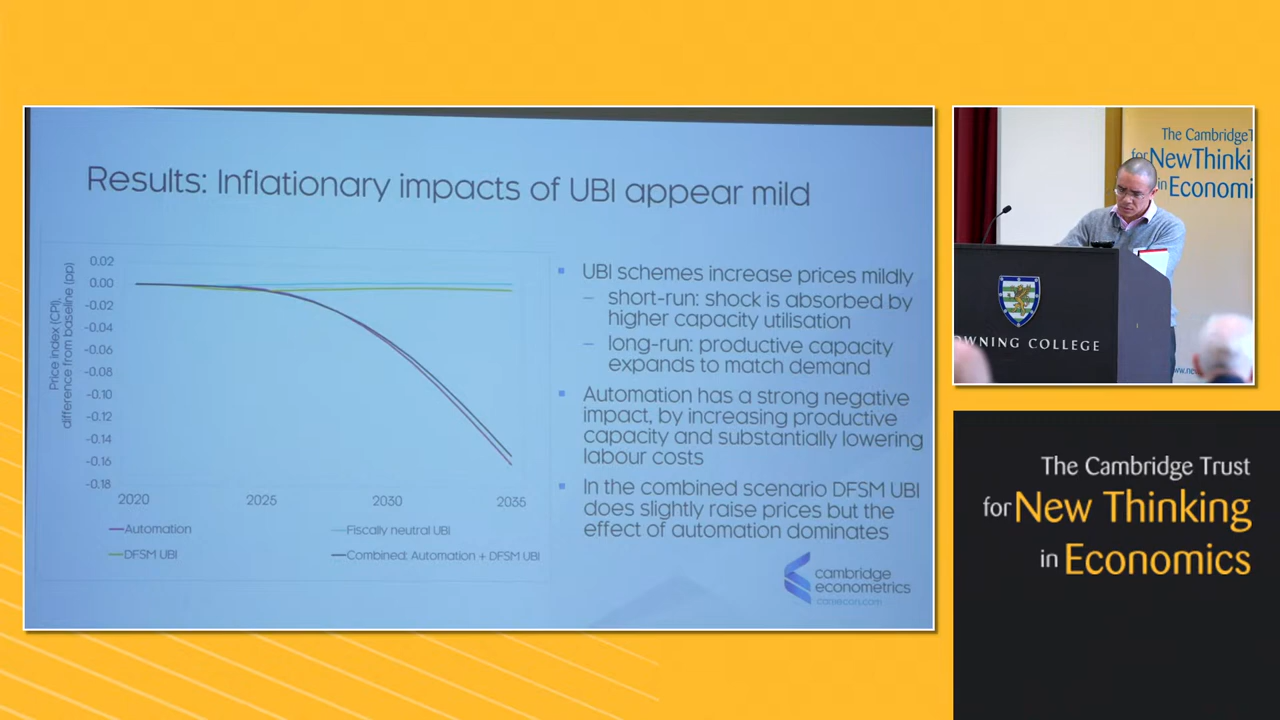 Results: Inflationary impacts of UBI appear mild
Price index (CPI),
difference from baseline (pp)
0.02
0.00
-0.02
-0.04
-0.06
-0.08
-0.10
-0.12
-0.14
-0.16
-0.18
2020
2025
2030
2035
Automation
Fiscally neutral UBI
DFSM UBI
Combined: Automation + DFSM UBI
UBI schemes increase prices mildly
– short-run: shock is absorbed by
higher capacity utilisation
– long-run: productive capacity
expands to match demand
Automation has a strong negative
impact, by increasing productive
capacity and substantially lowering
labour costs
In the combined scenario DFSM UBI
does slightly raise prices but the
effect of automation dominates
cambridge
econometrics
camecon.com
The Cambridge T
for New Thinki
in Economi
OWNING COLLEGE
The Cambridge Trust
for New Thinking
in Economics